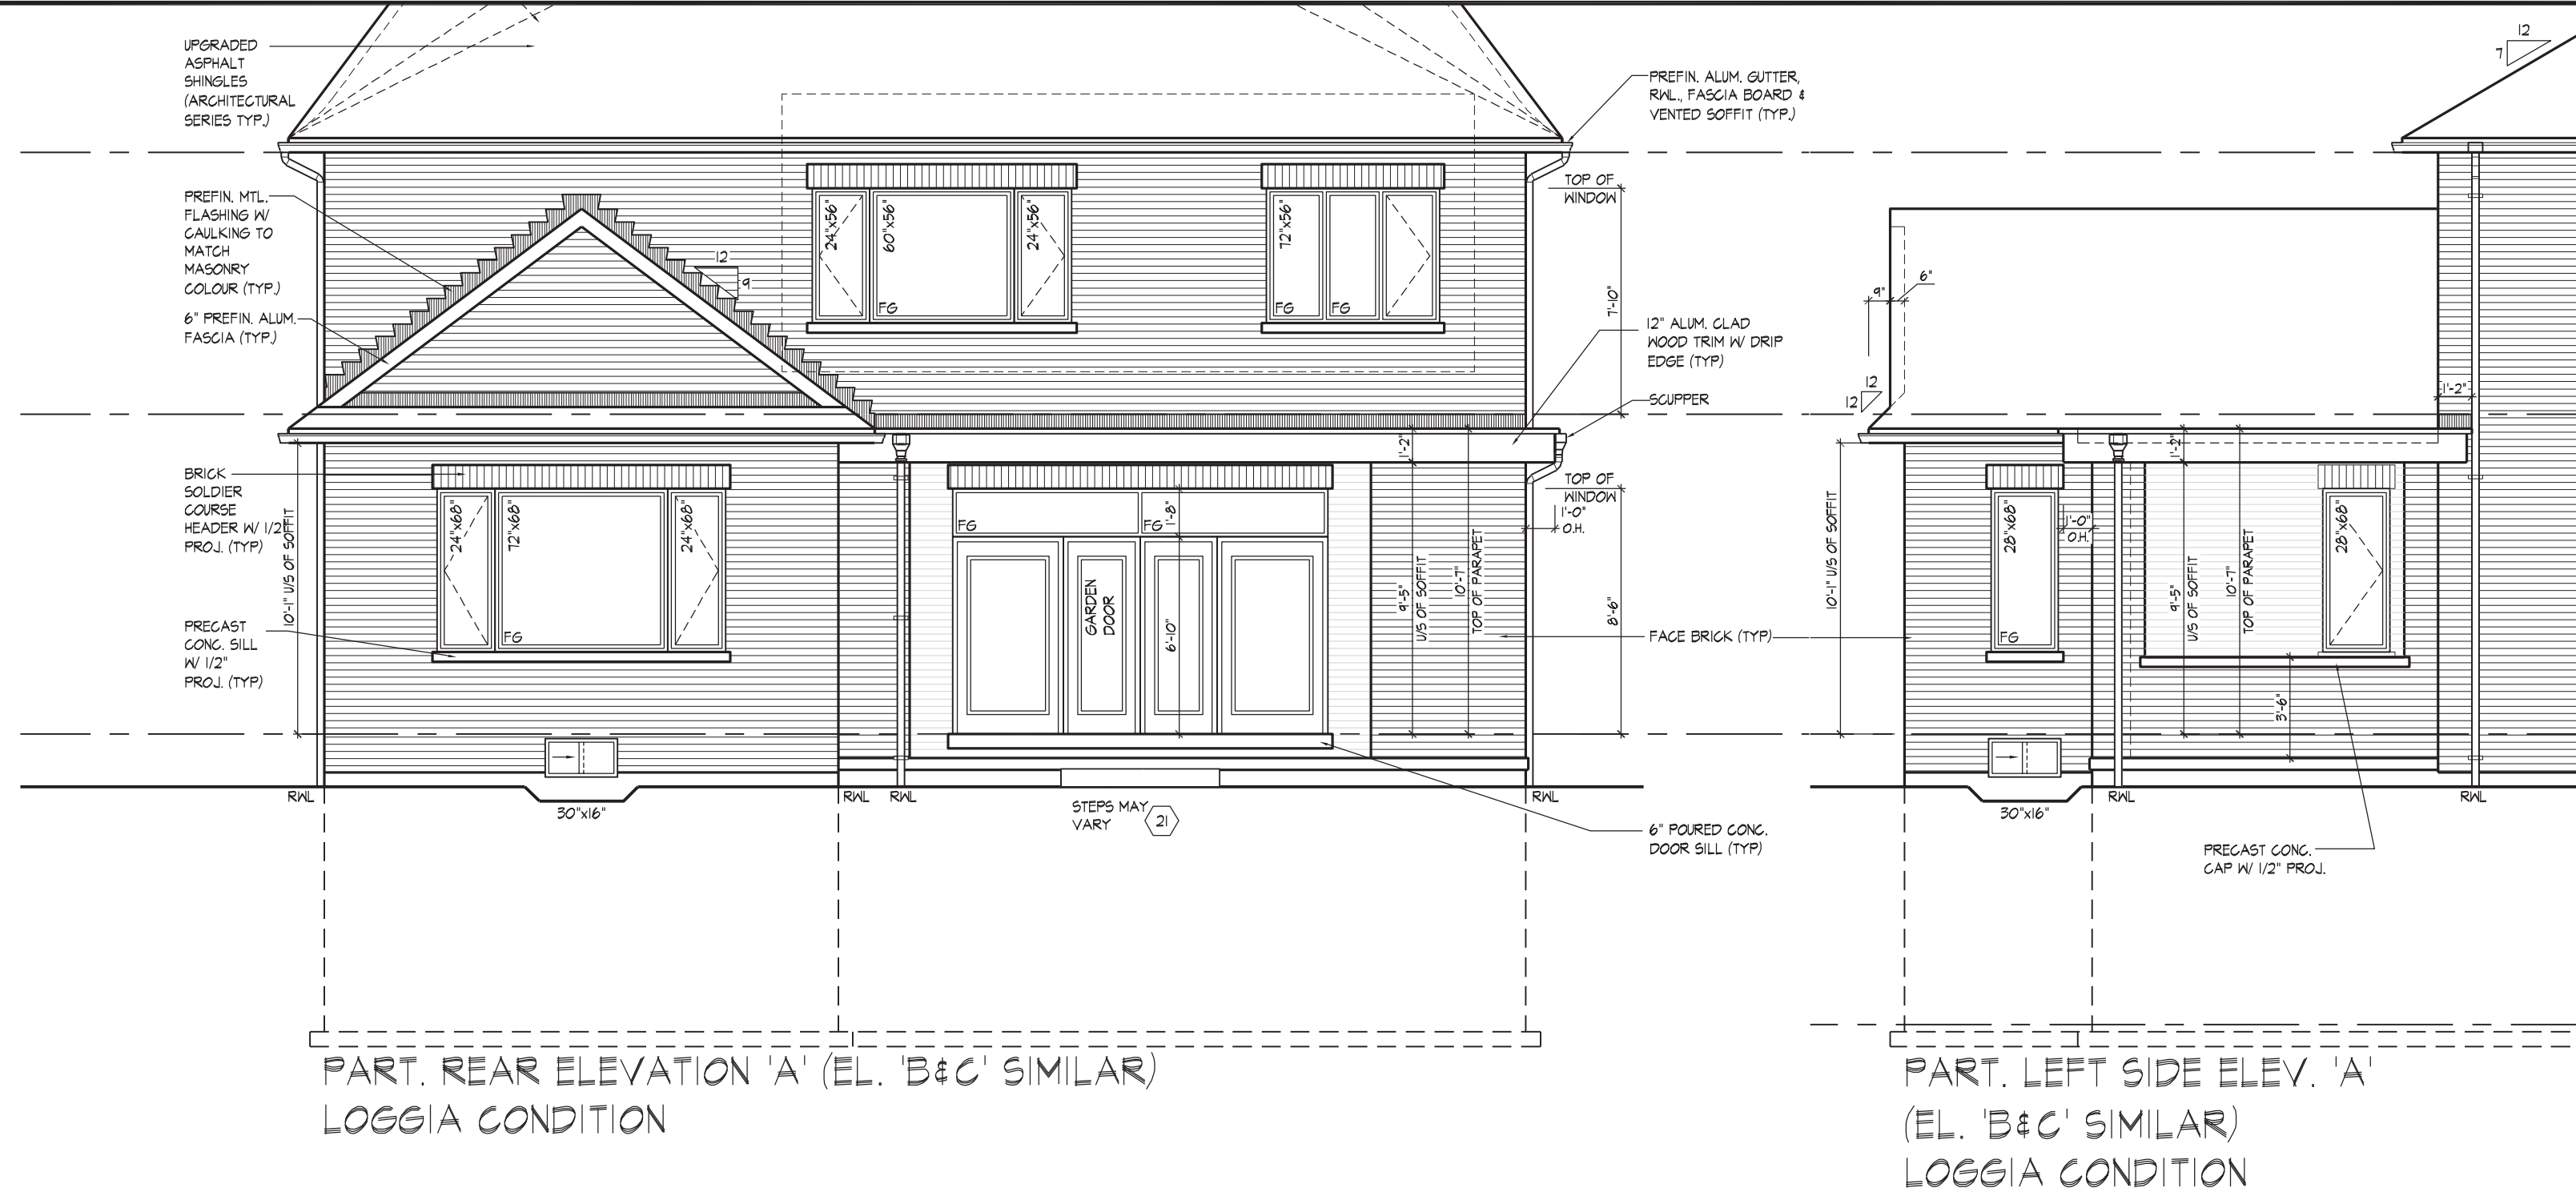 UPGRADED
ASPHALT
SHINGLES
(ARCHITECTURAL
SERIES TYP.)
PREFIN. MTL.
FLASHING W/
CAULKING TO
MATCH
MASONRY
COLOUR (TYP.)
6" PREFIN. ALUM.
FASCIA (TYP.)
BRICK
SOLDIER
COURSE
HEADER W/ 1/2"
PROJ. (TYP)
10'-1" U/S OF SOFFIT
PRECAST
CONC. SILL
W/ 1/2"
PROJ. (TYP)
12
9
24"x56"
60"x56"
24"x56"
FG
72"x56"
FG
FG
24"x68"
72"x68"
24"x68"
FG
FG
FG
1'-8"
GARDEN
DOOR
6'-10"
1'-2"
9'-5"
U/S OF SOFFIT
10'-7"
TOP OF PARAPET
PREFIN. ALUM. GUTTER,
RWL., FASCIA BOARD &
VENTED SOFFIT (TYP.)
TOP OF
WINDOW
7'-10"
12" ALUM. CLAD
WOOD TRIM W/ DRIP
EDGE (TYP)
SCUPPER
TOP OF
WINDOW
1'-0"
O.H.
8'-6"
FACE BRICK (TYP)
RWL
30"x16"
RWL
RWL
STEPS MAY
VARY
21
RWL
6" POURED CONC.
DOOR SILL (TYP)
PART. REAR ELEVATION 'A' (EL. 'B&C' SIMILAR)
LOGGIA CONDITION
12
7
6"
9"
12
12
1'-2"
10'-1" U/S OF SOFFIT
28"x68"
FG
1'-0"
O.H.
1'-2"
9'-5"
U/S OF SOFFIT
10'-7"
TOP OF PARAPET
28"x68"
3'-6"
30"x16"
RWL
RWL
PRECAST CONC.
CAP W/ 1/2" PROJ.
PART. LEFT SIDE ELEV. 'A'
(EL. 'B&C' SIMILAR)
LOGGIA CONDITION